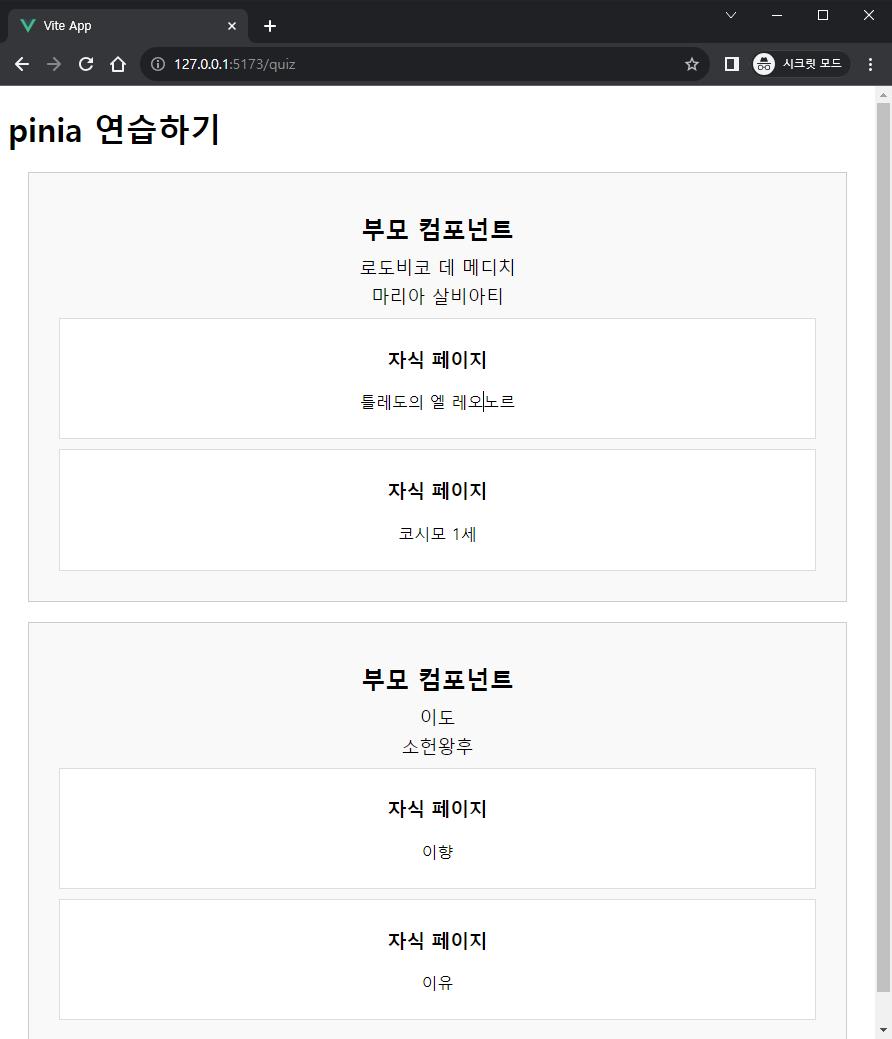 Vite App
127.0.0.1:5173/quiz
시크릿 모드
pinia 연습하기
부모 컴포넌트
로도비코 데 메디치
마리아 살비아티
자식 페이지
틀레도의 엘 레오노르
자식 페이지
코시모 1세
부모 컴포넌트
이도
소헌왕후
자식 페이지
이향
자식 페이지
이유